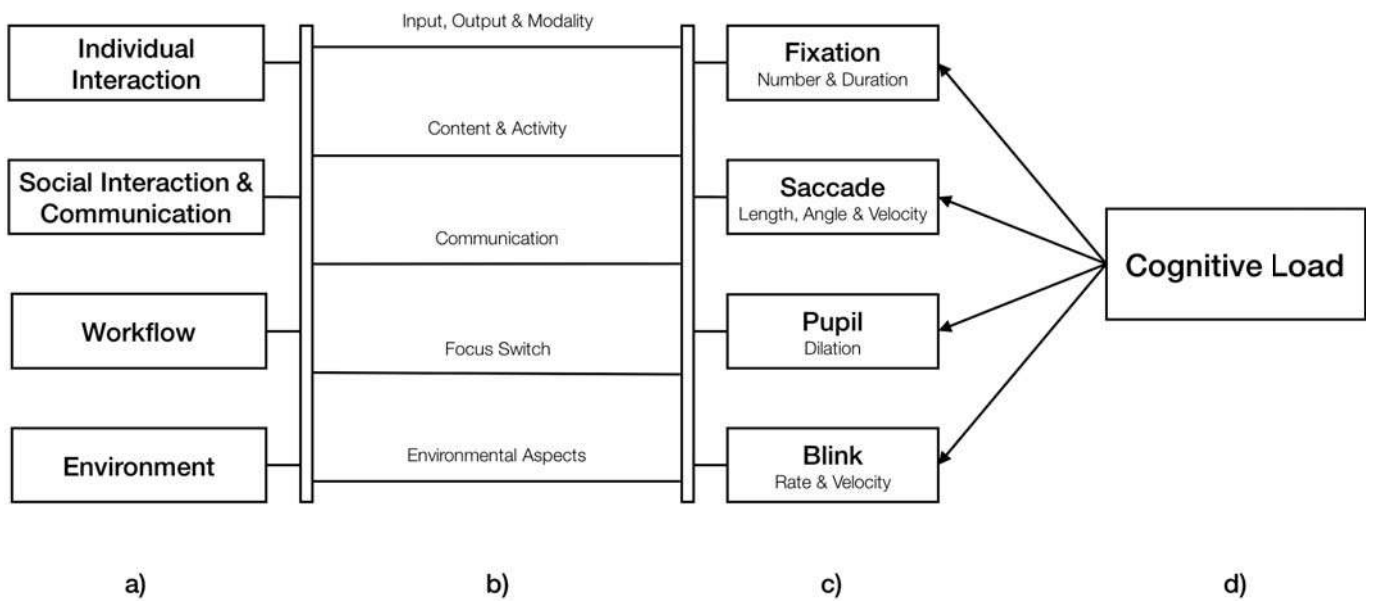 Individual
Interaction
Social Interaction &
Communication
Workflow
Environment
a)
Input, Output & Modality
Content & Activity
Communication
Focus Switch
Environmental Aspects
b)
Fixation
Number & Duration
Saccade
Length, Angle & Velocity
Pupil
Dilation
Blink
Rate & Velocity
c)
Cognitive Load
d)